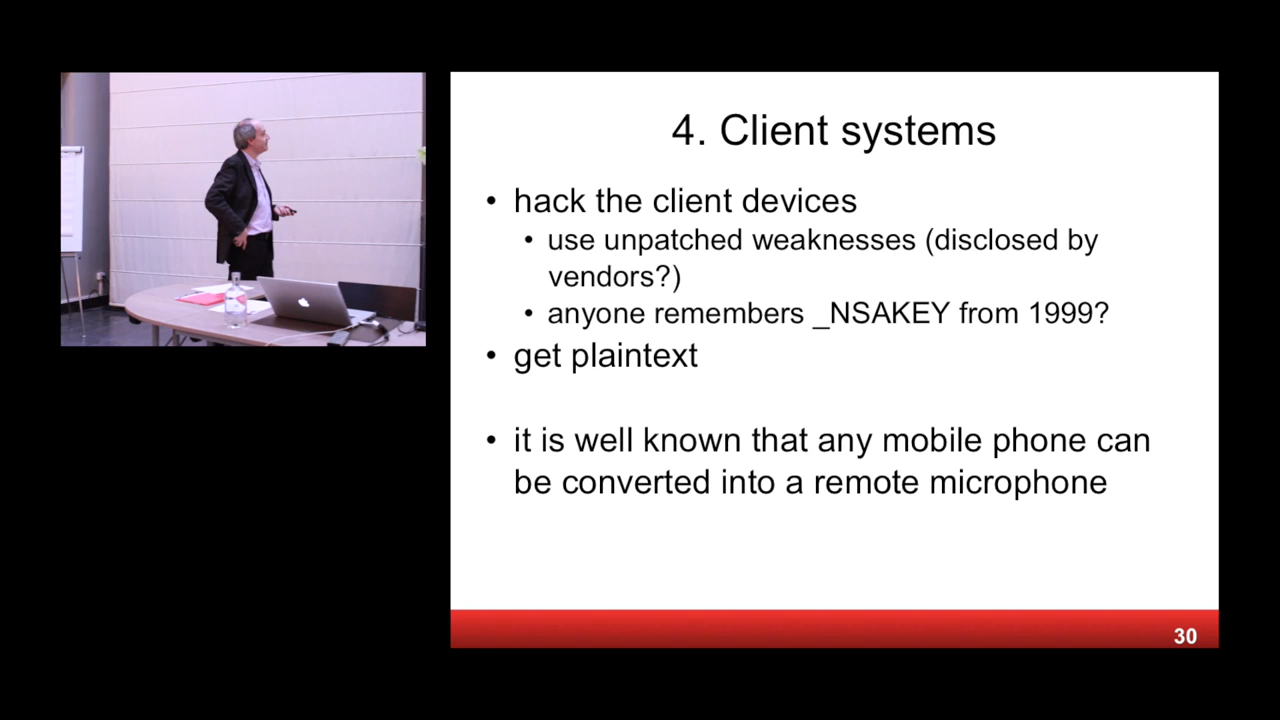 4. Client systems
• hack the client devices
• use unpatched weaknesses (disclosed by
vendors?)
• anyone remembers _NSAKEY from 1999?
• get plaintext
• it is well known that any mobile phone can
be converted into a remote microphone
30